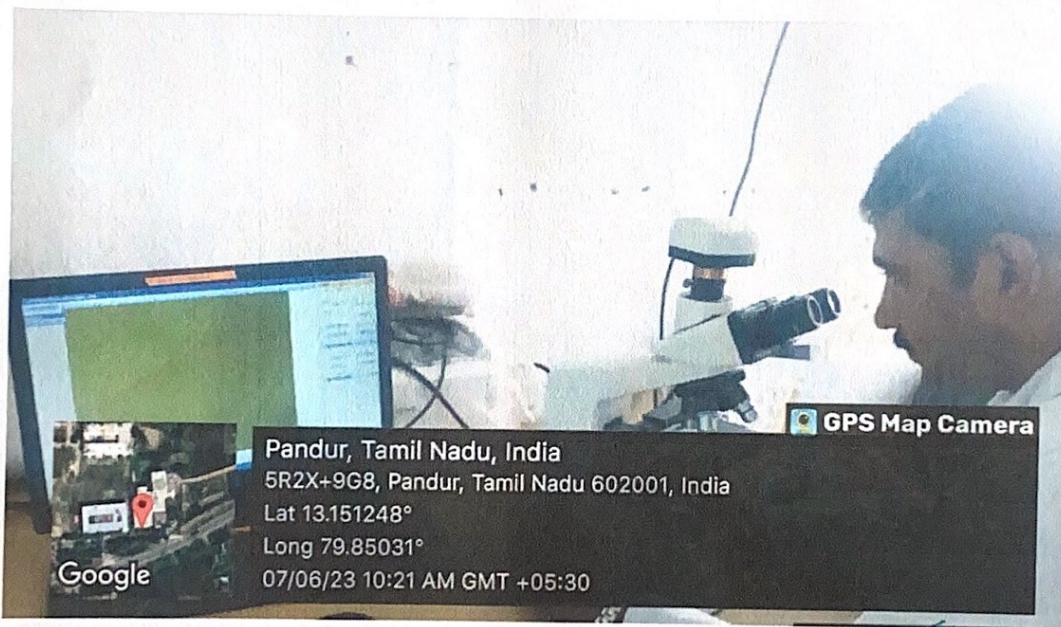 GPS Map Camera
Pandur, Tamil Nadu, India
5R2X+9G8, Pandur, Tamil Nadu 602001, India
Lat 13.151248°
Long 79.85031°
07/06/23 10:21 AM GMT +05:30
Google